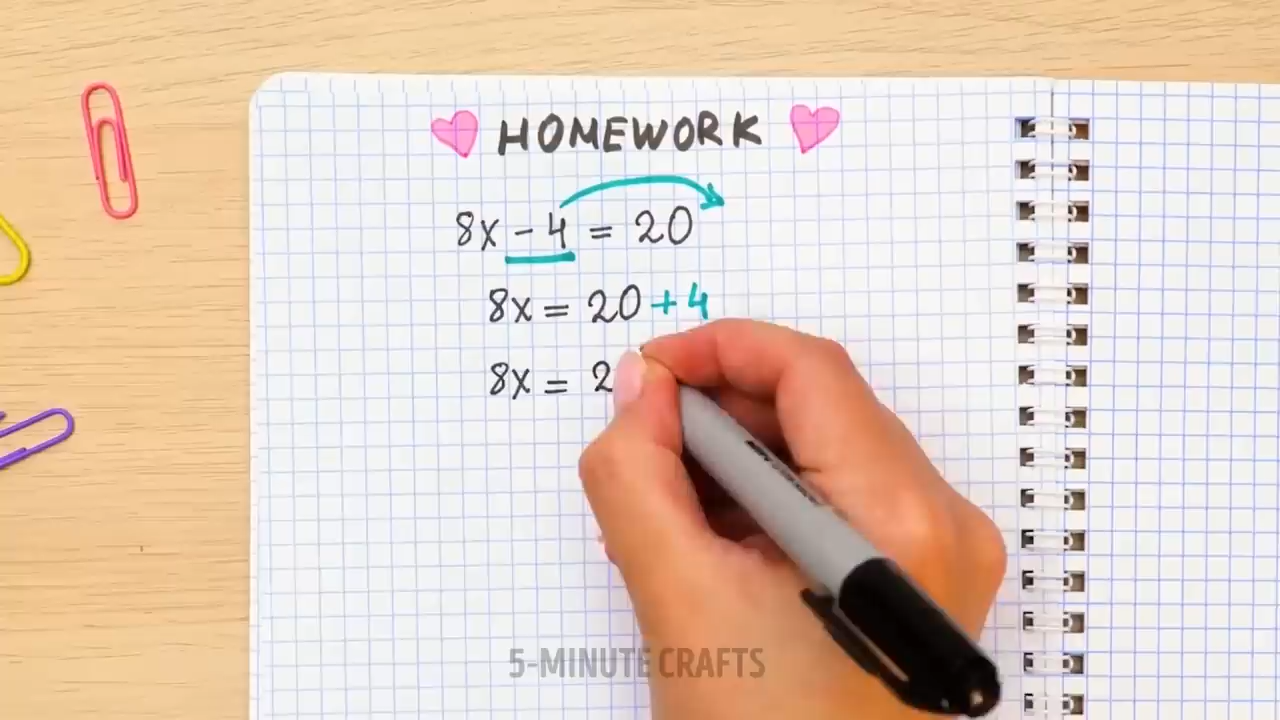 HOMEWORK
8x - 4 = 20
8x = 20 + 4
8x = 2
5-MINUTE CRAFTS